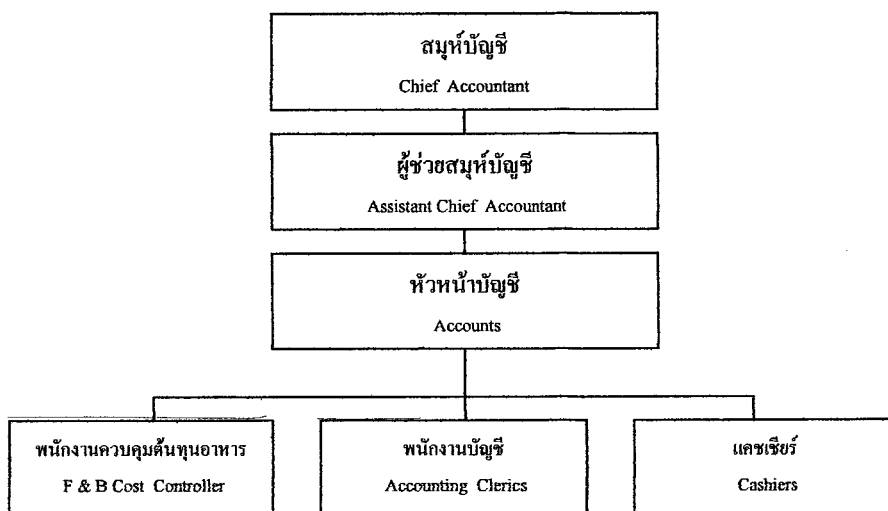 สมุห์บัญชี
Chief Accountant
ผู้ช่วยสมุห์บัญชี
Assistant Chief Accountant
หัวหน้าบัญชี
Accounts
พนักงานควบคุมต้นทุนอาหาร
F & B Cost Controller
พนักงานบัญชี
Accounting Clerics
แคชเชียร์
Cashiers